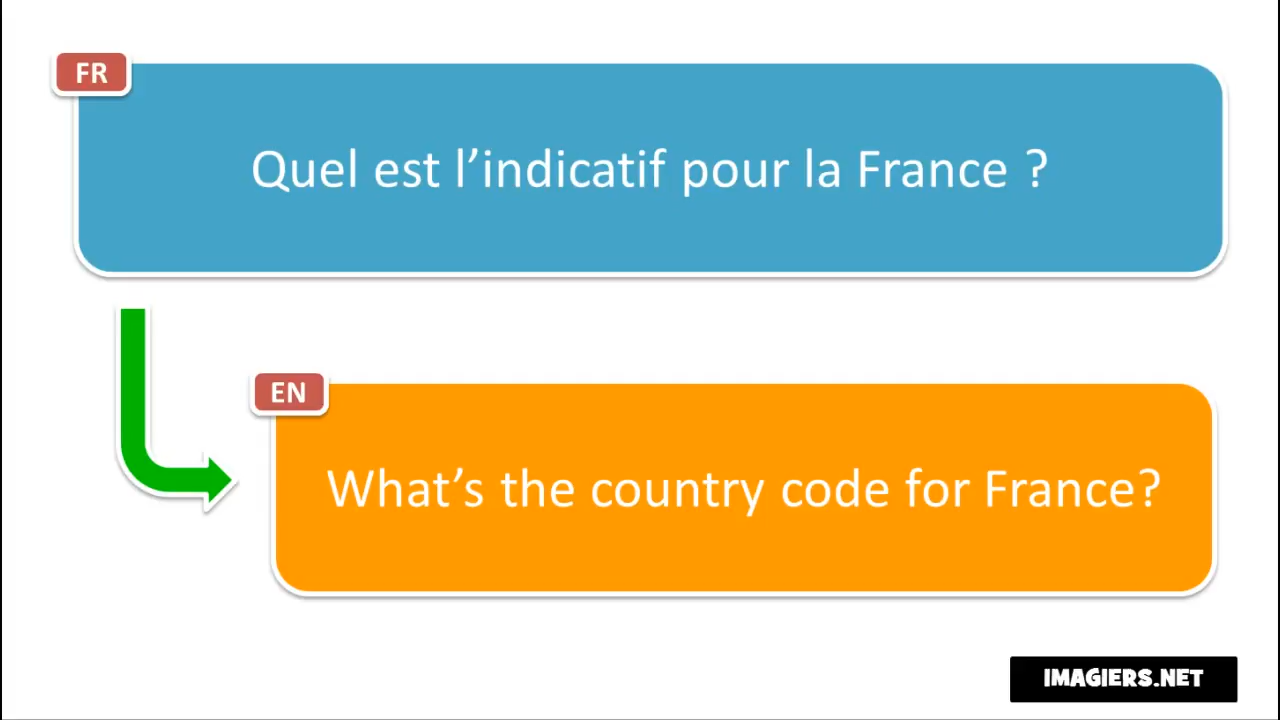 FR
Quel est l’indicatif pour la France ?
EN
What’s the country code for France?
IMAGIERS.NET